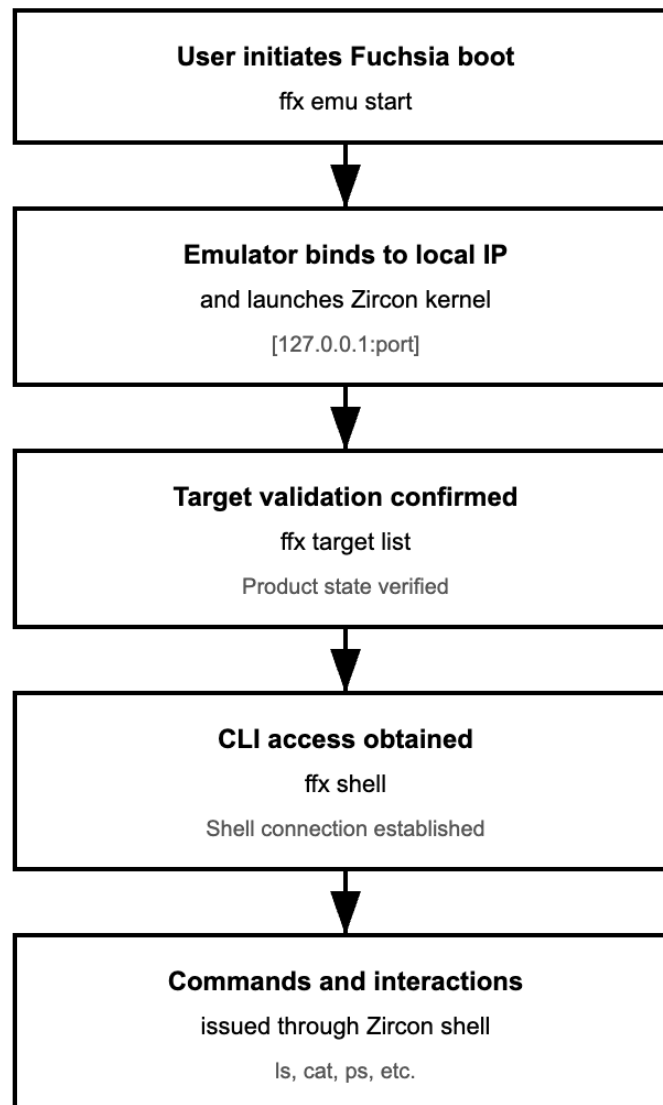 User initiates Fuchsia boot
ffx emu start
Emulator binds to local IP
and launches Zircon kernel
[127.0.0.1:port]
Target validation confirmed
ffx target list
Product state verified
CLI access obtained
ffx shell
Shell connection established
Commands and interactions
issued through Zircon shell
ls, cat, ps, etc.